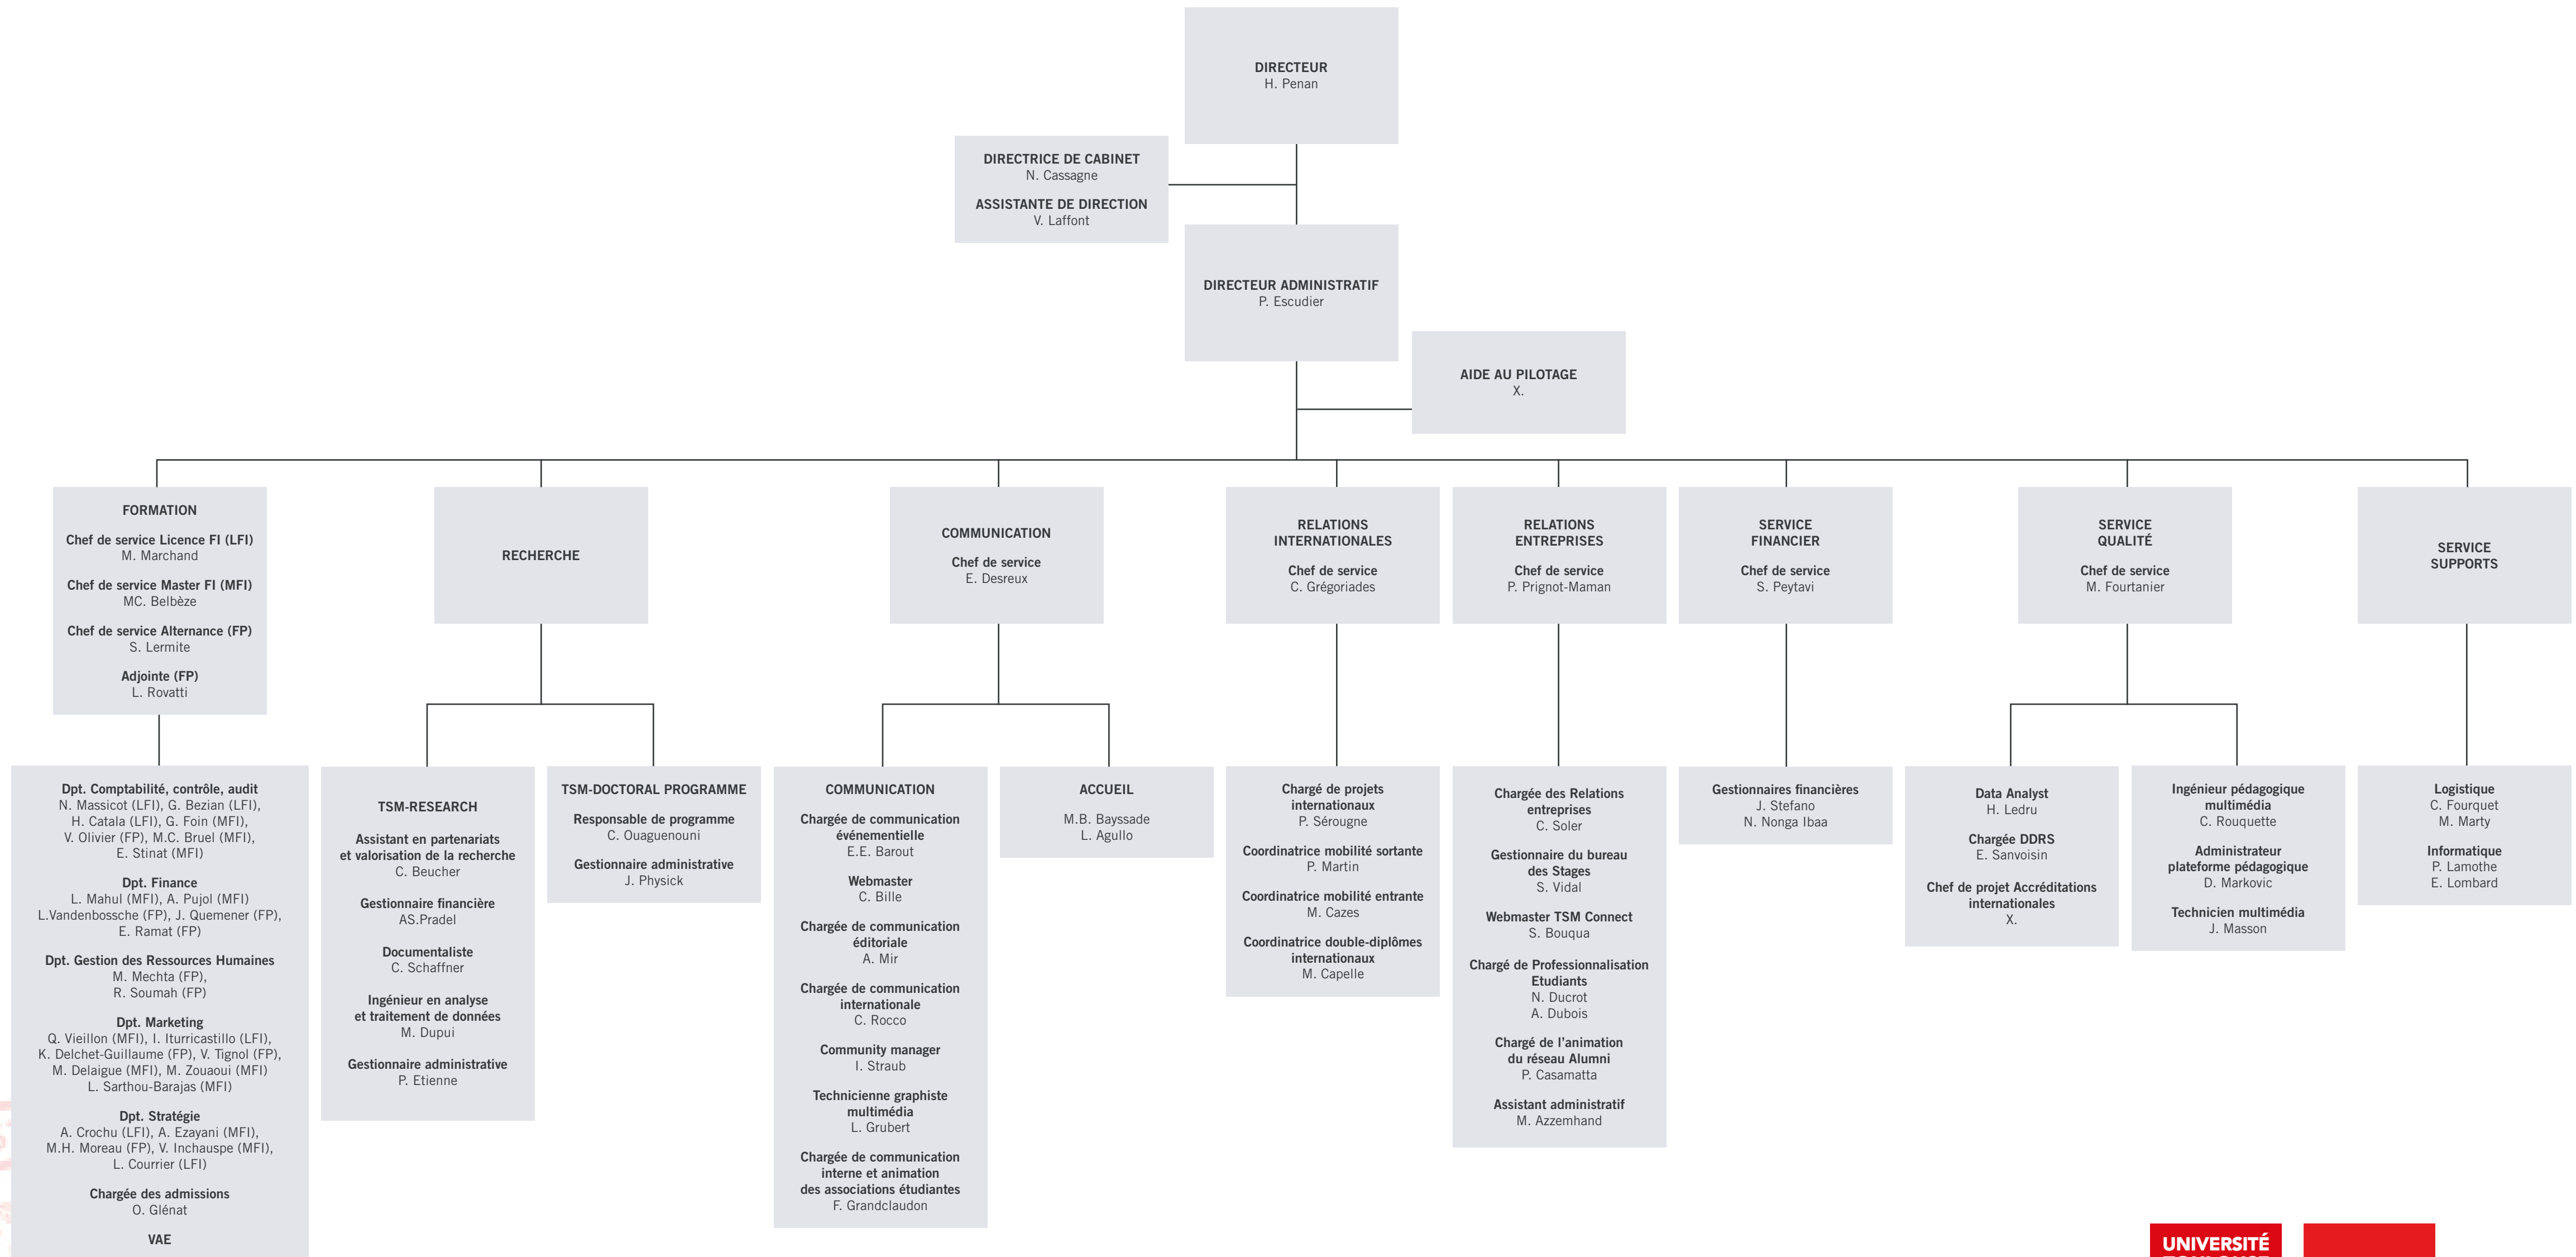 DIRECTEUR
H. Penan
DIRECTRICE DE CABINET
N. Cassagne
ASSISTANTE DE DIRECTION
V. Laffont
DIRECTEUR ADMINISTRATIF
P. Escudier
AIDE AU PILOTAGE
X.
FORMATION
Chef de service Licence FI (LFI)
M. Marchand
Chef de service Master FI (MFI)
MC. Belbèze
Chef de service Alternance (FP)
S. Lermite
Adjointe (FP)
L. Rovatti
RECHERCHE
COMMUNICATION
Chef de service
E. Desreux
RELATIONS
INTERNATIONALES
Chef de service
C. Grégoriades
RELATIONS
ENTREPRISES
Chef de service
P. Prignot-Maman
SERVICE
FINANCIER
Chef de service
S. Peytavi
SERVICE
QUALITÉ
Chef de service
M. Fourtanier
SERVICE
SUPPORTS
Dpt. Comptabilité, contrôle, audit
N. Massicot (LFI), G. Bezian (LFI),
H. Catala (LFI), G. Foin (MFI),
V. Olivier (FP), M.C. Bruel (MFI),
E. Stinat (MFI)
Dpt. Finance
L. Mahul (MFI), A. Pujol (MFI)
L.Vandenbossche (FP), J. Quemener (FP),
E. Ramat (FP)
Dpt. Gestion des Ressources Humaines
M. Mechta (FP),
R. Soumah (FP)
Dpt. Marketing
Q. Vieillon (MFI), I. Iturricastillo (LFI),
K. Delchet-Guillaume (FP), V. Tignol (FP),
M. Delaigue (MFI), M. Zouaoui (MFI)
L. Sarthou-Barajas (MFI)
Dpt. Stratégie
A. Crochu (LFI), A. Ezayani (MFI),
M.H. Moreau (FP), V. Inchauspe (MFI),
L. Courrier (LFI)
Chargée des admissions
O. Glénat
VAE
TSM-RESEARCH
Assistant en partenariats
et valorisation de la recherche
C. Beucher
Gestionnaire financière
AS.Pradel
Documentaliste
C. Schaffner
Ingénieur en analyse
et traitement de données
M. Dupui
Gestionnaire administrative
P. Etienne
TSM-DOCTORAL PROGRAMME
Responsable de programme
C. Ouaguenouni
Gestionnaire administrative
J. Physick
COMMUNICATION
Chargée de communication
événementielle
E.E. Barout
Webmaster
C. Bille
Chargée de communication
éditoriale
A. Mir
Chargée de communication
internationale
C. Rocco
Community manager
I. Straub
Technicienne graphiste
multimédia
L. Grubert
Chargée de communication
interne et animation
des associations étudiantes
F. Grandclaudon
ACCUEIL
M.B. Bayssade
L. Agullo
Chargé de projets
internationaux
P. Sérougne
Coordinatrice mobilité sortante
P. Martin
Coordinatrice mobilité entrante
M. Cazes
Coordinatrice double-diplômes
internationaux
M. Capelle
Chargée des Relations
entreprises
C. Soler
Gestionnaire du bureau
des Stages
S. Vidal
Webmaster TSM Connect
S. Bouqua
Chargé de Professionnalisation
Etudiants
N. Ducrot
A. Dubois
Chargé de l'animation
du réseau Alumni
P. Casamatta
Assistant administratif
M. Azzemhand
Gestionnaires financières
J. Stefano
N. Nonga Ibaa
Data Analyst
H. Ledru
Chargée DDRS
E. Sanvoisin
Chef de projet Accréditations
internationales
X.
Ingénieur pédagogique
multimédia
C. Rouquette
Administrateur
plateforme pédagogique
D. Markovic
Technicien multimédia
J. Masson
Logistique
C. Fourquet
M. Marty
Informatique
P. Lamothe
E. Lombard
UNIVERSITÉ